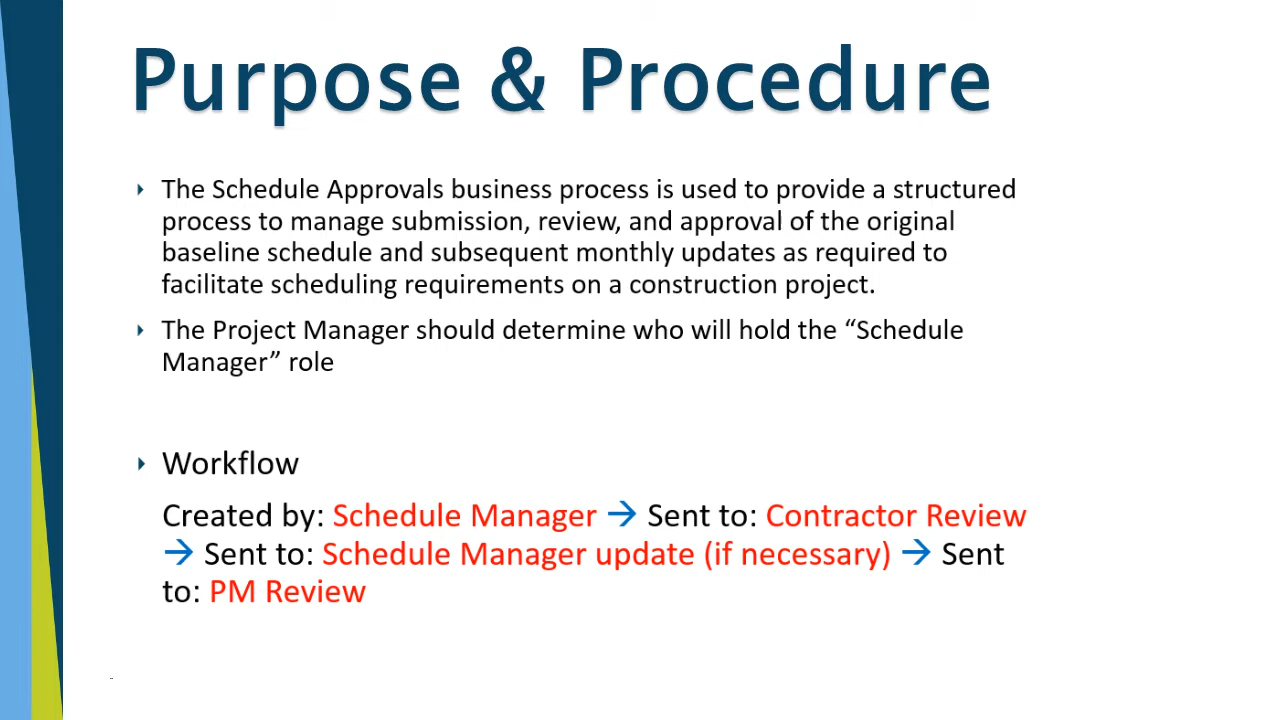 Purpose & Procedure
The Schedule Approvals business process is used to provide a structured
process to manage submission, review, and approval of the original
baseline schedule and subsequent monthly updates as required to
facilitate scheduling requirements on a construction project.
The Project Manager should determine who will hold the “Schedule
Manager” role
Workflow
Created by: Schedule Manager → Sent to: Contractor Review
→ Sent to: Schedule Manager update (if necessary) → Sent
to: PM Review